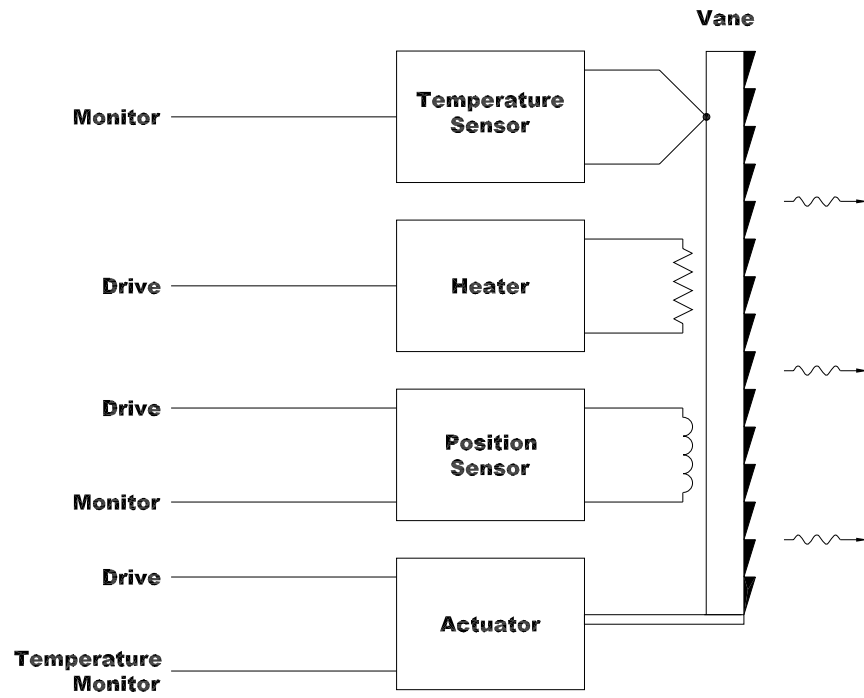 Vane
Monitor
Temperature
Sensor
Drive
Heater
Drive
Monitor
Position
Sensor
Drive
Temperature
Monitor
Actuator